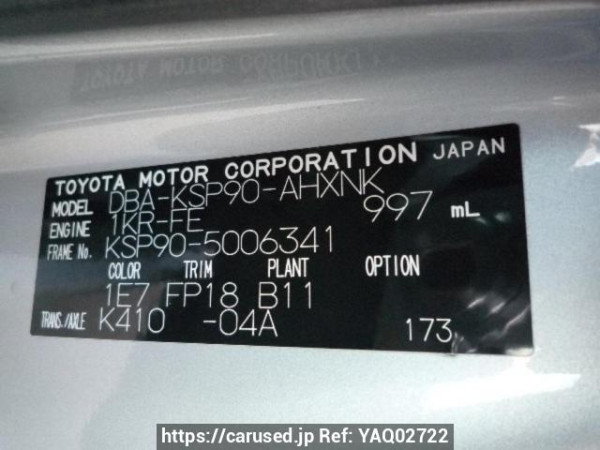 TOYOTA MOTOR CORPORATION JAPAN
MODEL DBA-KSP90-AHXNK
ENGINE 1KR-FE 997 mL
FRAME No. KSP90-5006341
COLOR TRIM PLANT OPTION
1E7 FP18 B11
TRANS./AXLE K410 -04A 173
https://carused.jp Ref: YAQ02722